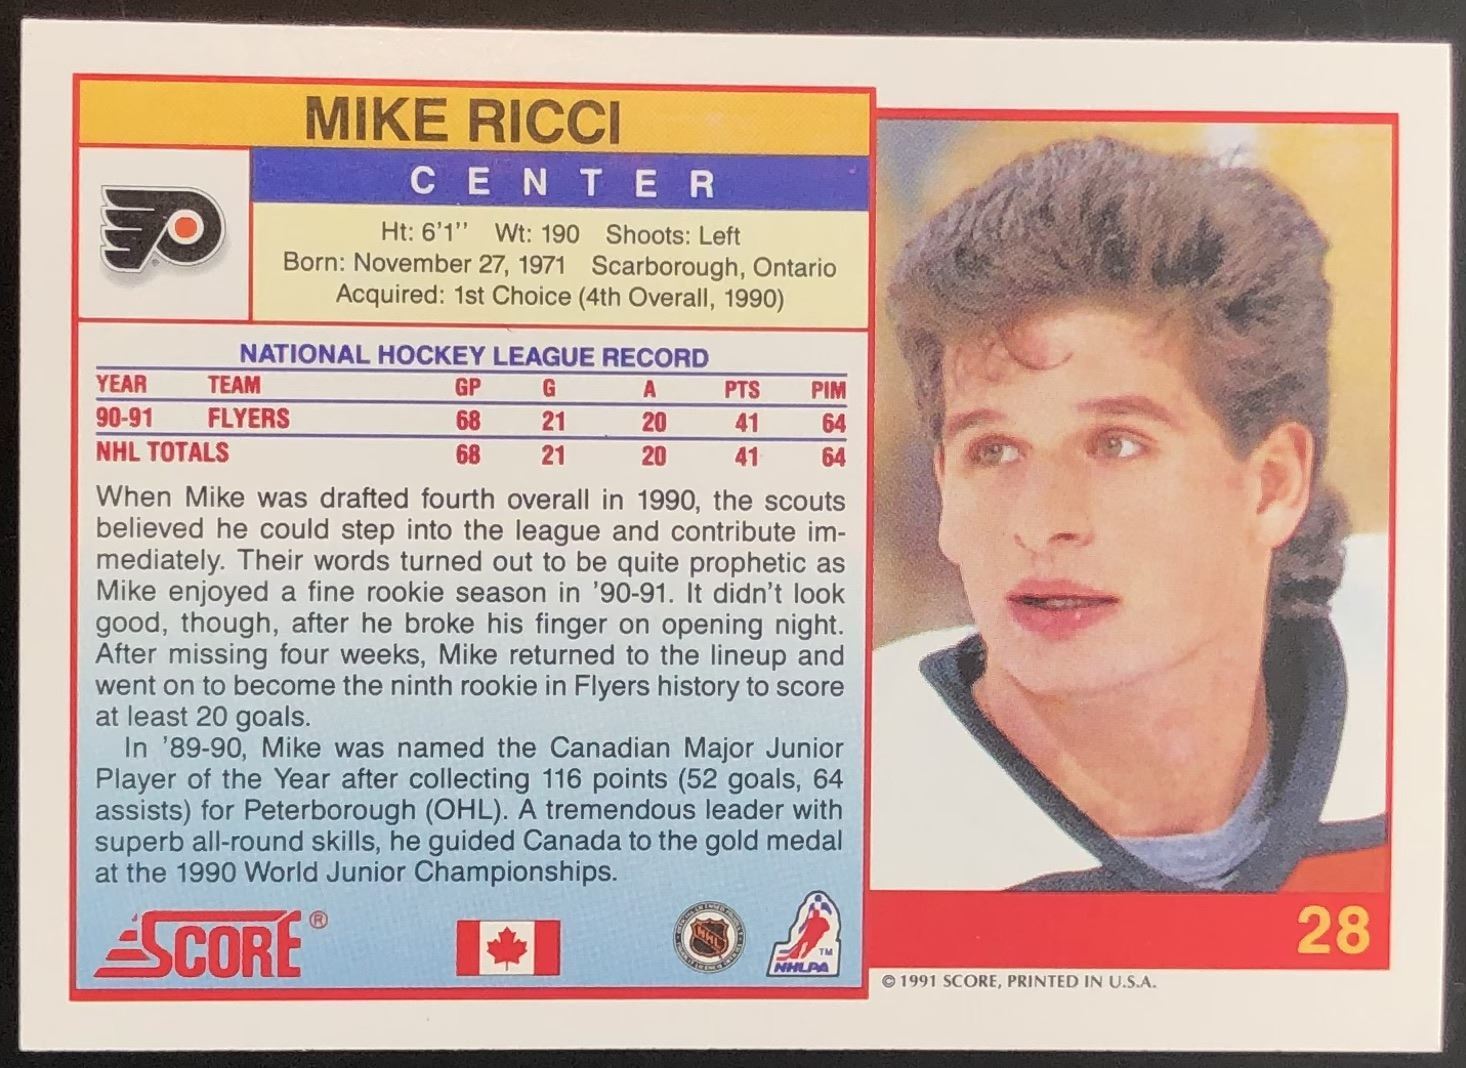 MIKE RICCI
CENTER
Ht: 6'1'' Wt: 190 Shoots: Left
Born: November 27, 1971 Scarborough, Ontario
Acquired: 1st Choice (4th Overall, 1990)
NATIONAL HOCKEY LEAGUE RECORD
YEAR TEAM GP G A PTS PIM
90-91 FLYERS 68 21 20 41 64
NHL TOTALS 68 21 20 41 64
When Mike was drafted fourth overall in 1990, the scouts
believed he could step into the league and contribute im-
mediately. Their words turned out to be quite prophetic as
Mike enjoyed a fine rookie season in '90-91. It didn't look
good, though, after he broke his finger on opening night.
After missing four weeks, Mike returned to the lineup and
went on to become the ninth rookie in Flyers history to score
at least 20 goals.
In '89-90, Mike was named the Canadian Major Junior
Player of the Year after collecting 116 points (52 goals, 64
assists) for Peterborough (OHL). A tremendous leader with
superb all-round skills, he guided Canada to the gold medal
at the 1990 World Junior Championships.
SCORE®
NHL
NHLPA TM
28
© 1991 SCORE, PRINTED IN U.S.A.